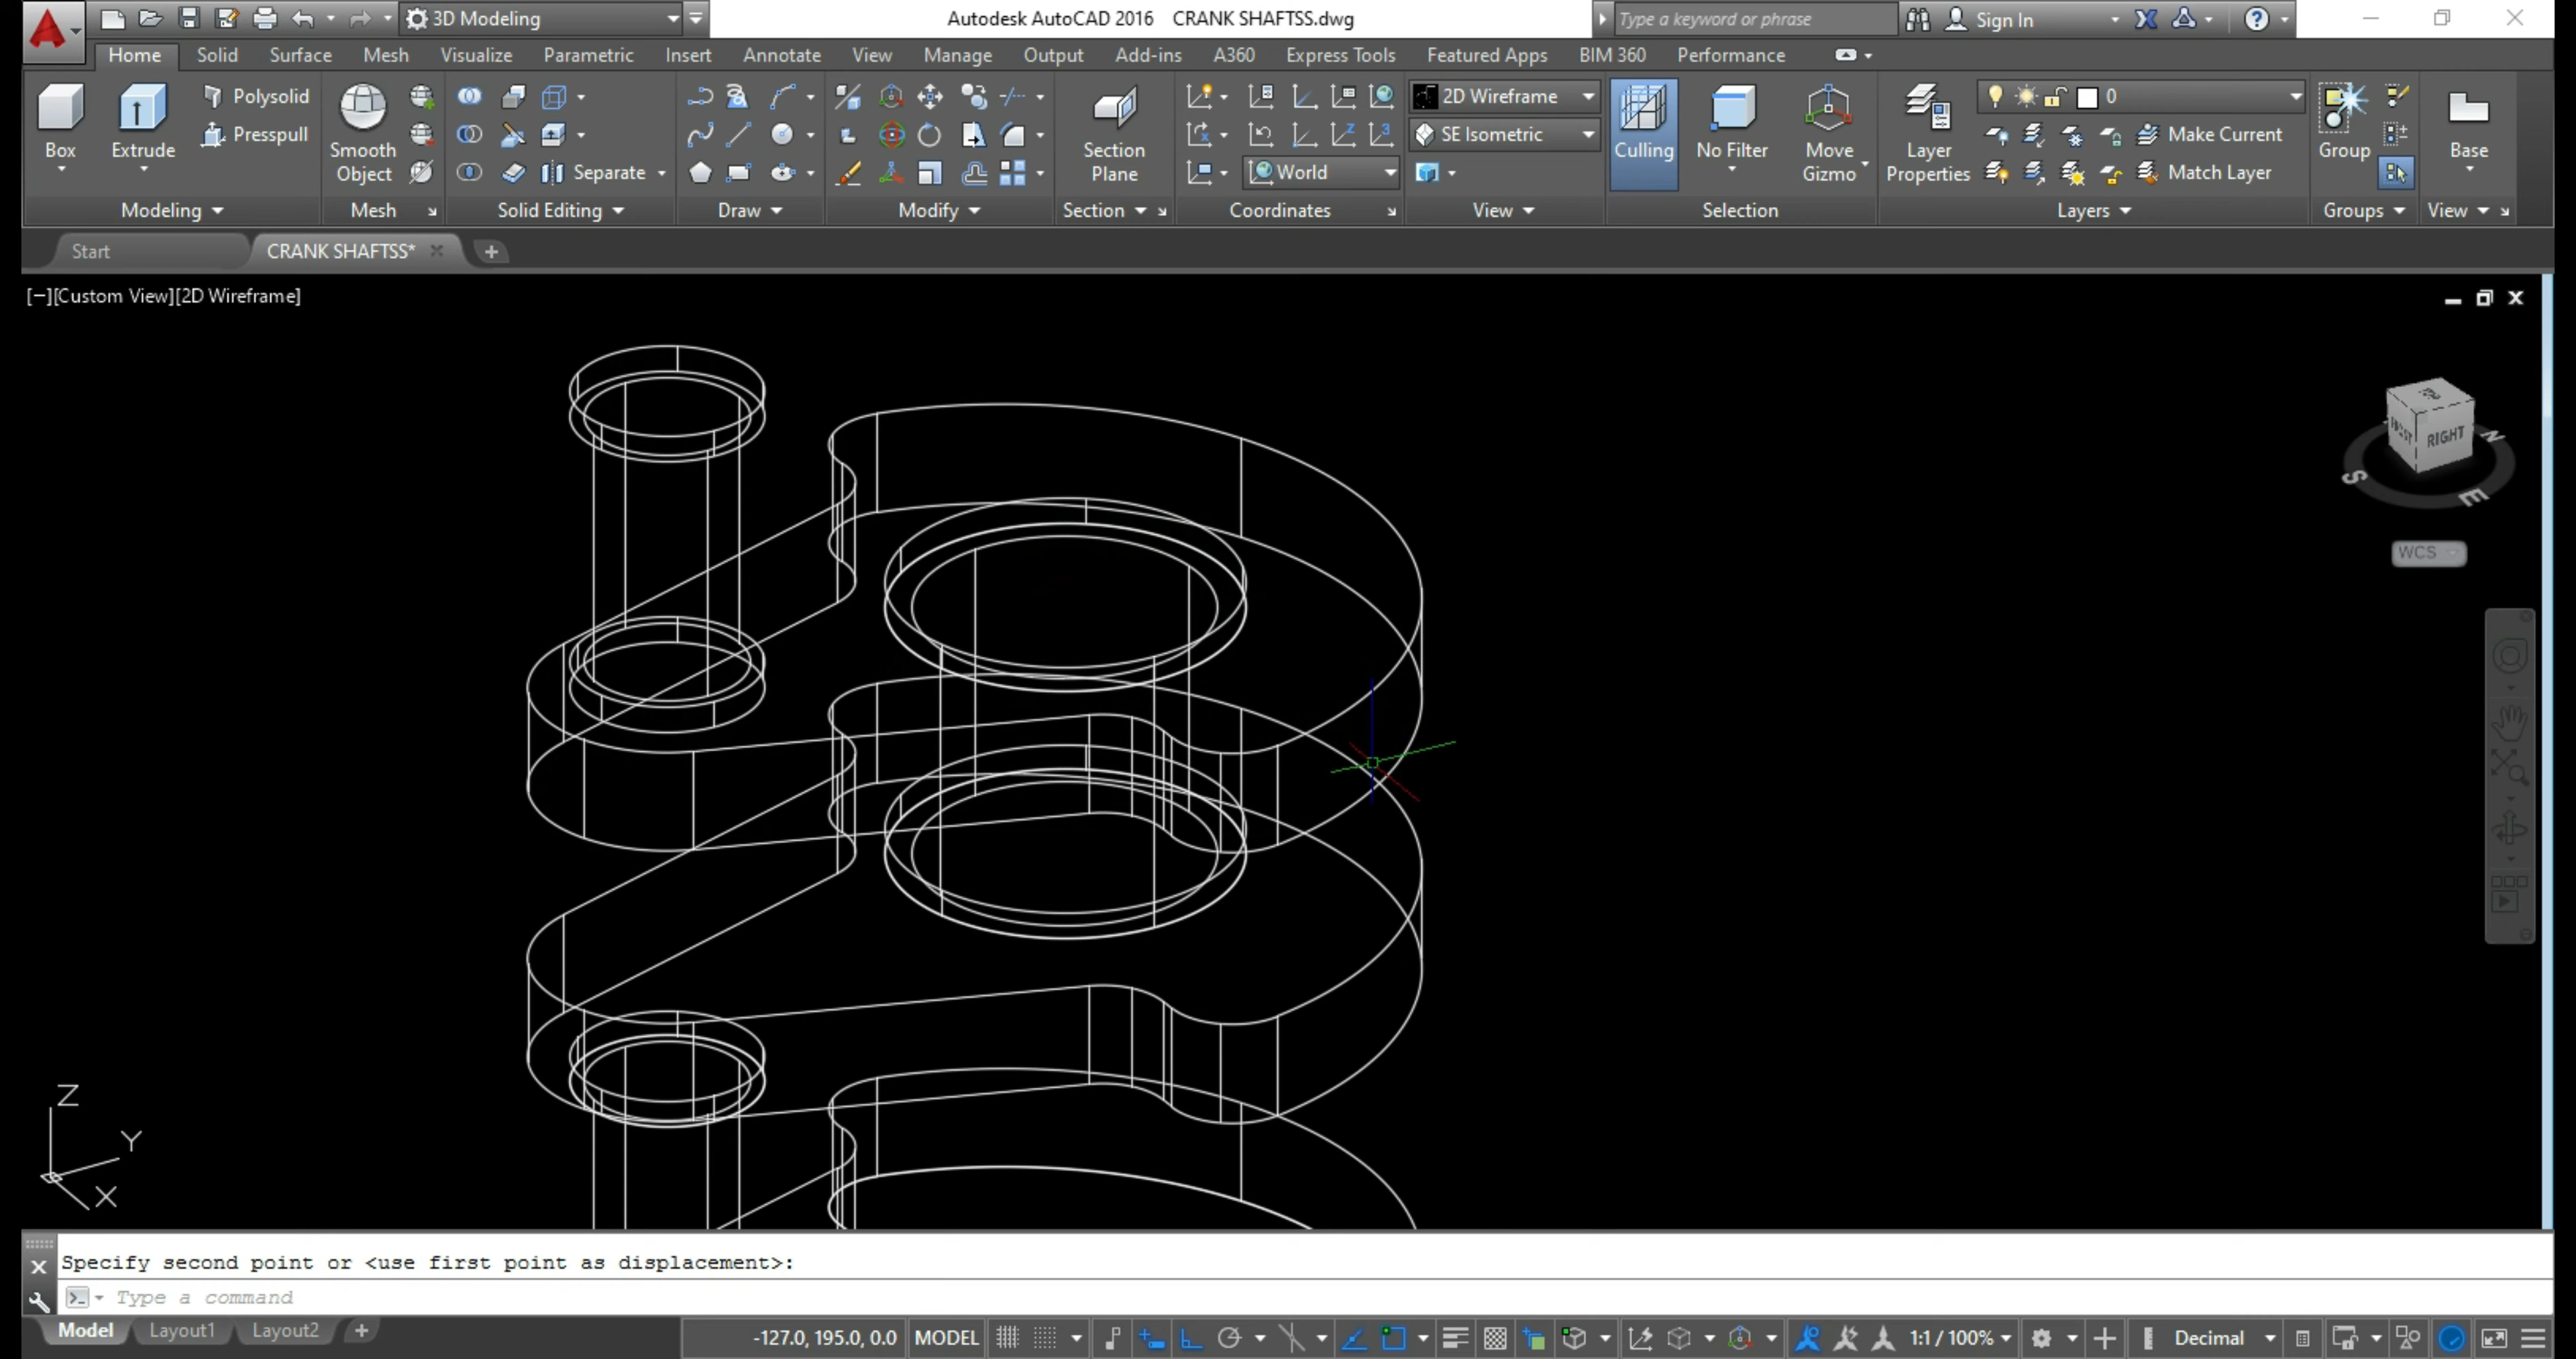 3D Modeling
Autodesk AutoCAD 2016 CRANK SHAFTSS.dwg
Type a keyword or phrase
Sign In
Home Solid Surface Mesh Visualize Parametric Insert Annotate View Manage Output Add-ins A360 Express Tools Featured Apps BIM 360 Performance
Box
Extrude
Polysolid
Presspull
Modeling
Smooth
Object
Mesh
Separate
Solid Editing
Draw
Modify
Section
Plane
Section
World
Coordinates
2D Wireframe
SE Isometric
View
Culling
No Filter
Move
Gizmo
Selection
Layer
Properties
0
Make Current
Match Layer
Layers
Group
Groups
Base
View
Start
CRANK SHAFTSS*
[−][Custom View][2D Wireframe]
TOP
FRONT
RIGHT
N
S
E
WCS
Z
Y
X
Specify second point or <use first point as displacement>:
Type a command
Model Layout1 Layout2
-127.0, 195.0, 0.0 MODEL
1:1 / 100%
Decimal